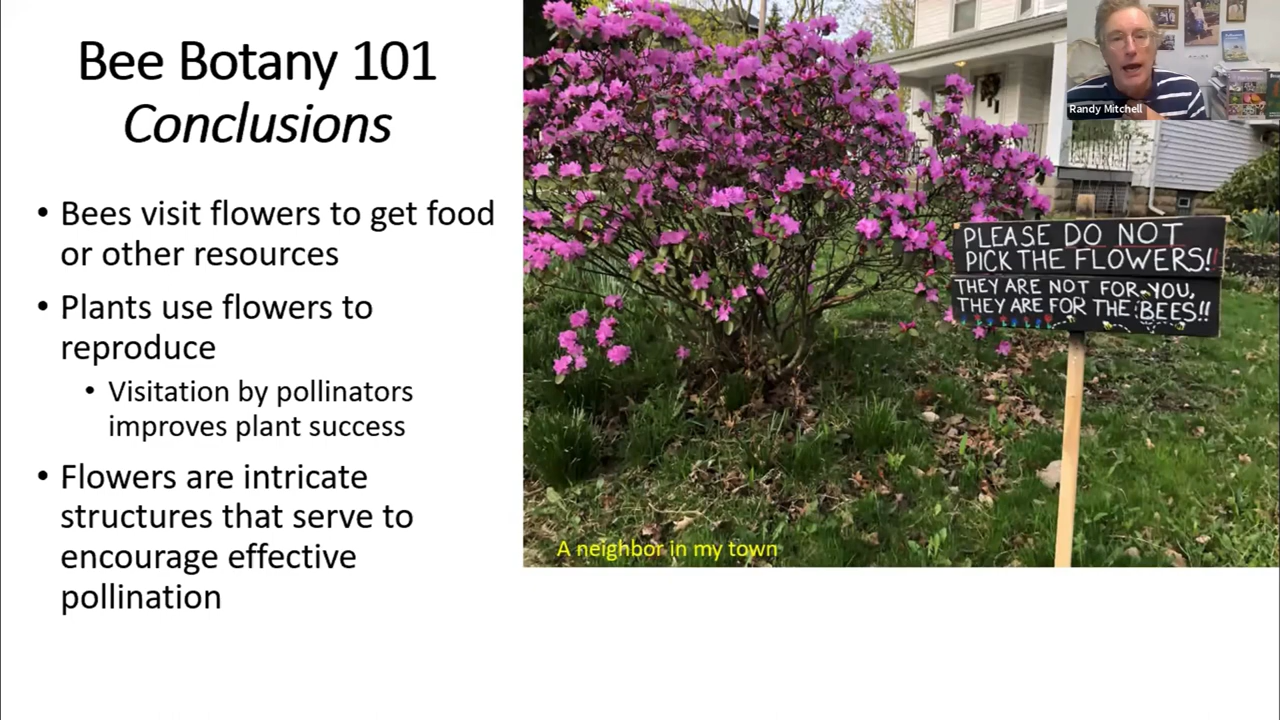 Bee Botany 101
Conclusions
• Bees visit flowers to get food
or other resources
• Plants use flowers to
reproduce
• Visitation by pollinators
improves plant success
• Flowers are intricate
structures that serve to
encourage effective
pollination
PLEASE DO NOT
PICK THE FLOWERS!!
THEY ARE NOT FOR YOU,
THEY ARE FOR THE BEES!!
A neighbor in my town
Randy Mitchell